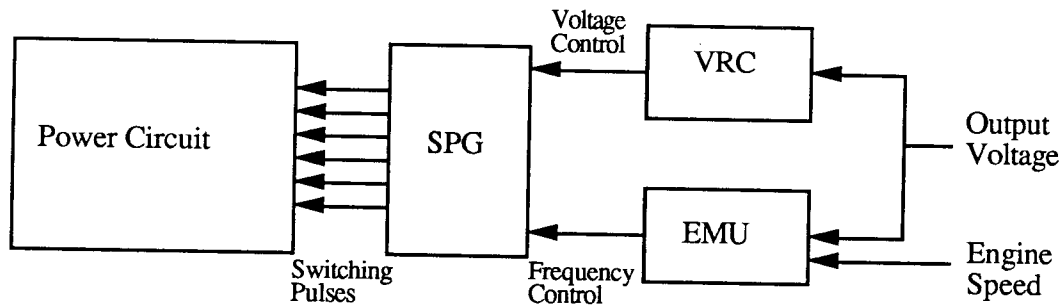 Voltage
Control
VRC
Power Circuit
SPG
Output
Voltage
EMU
Engine
Speed
Switching
Pulses
Frequency
Control